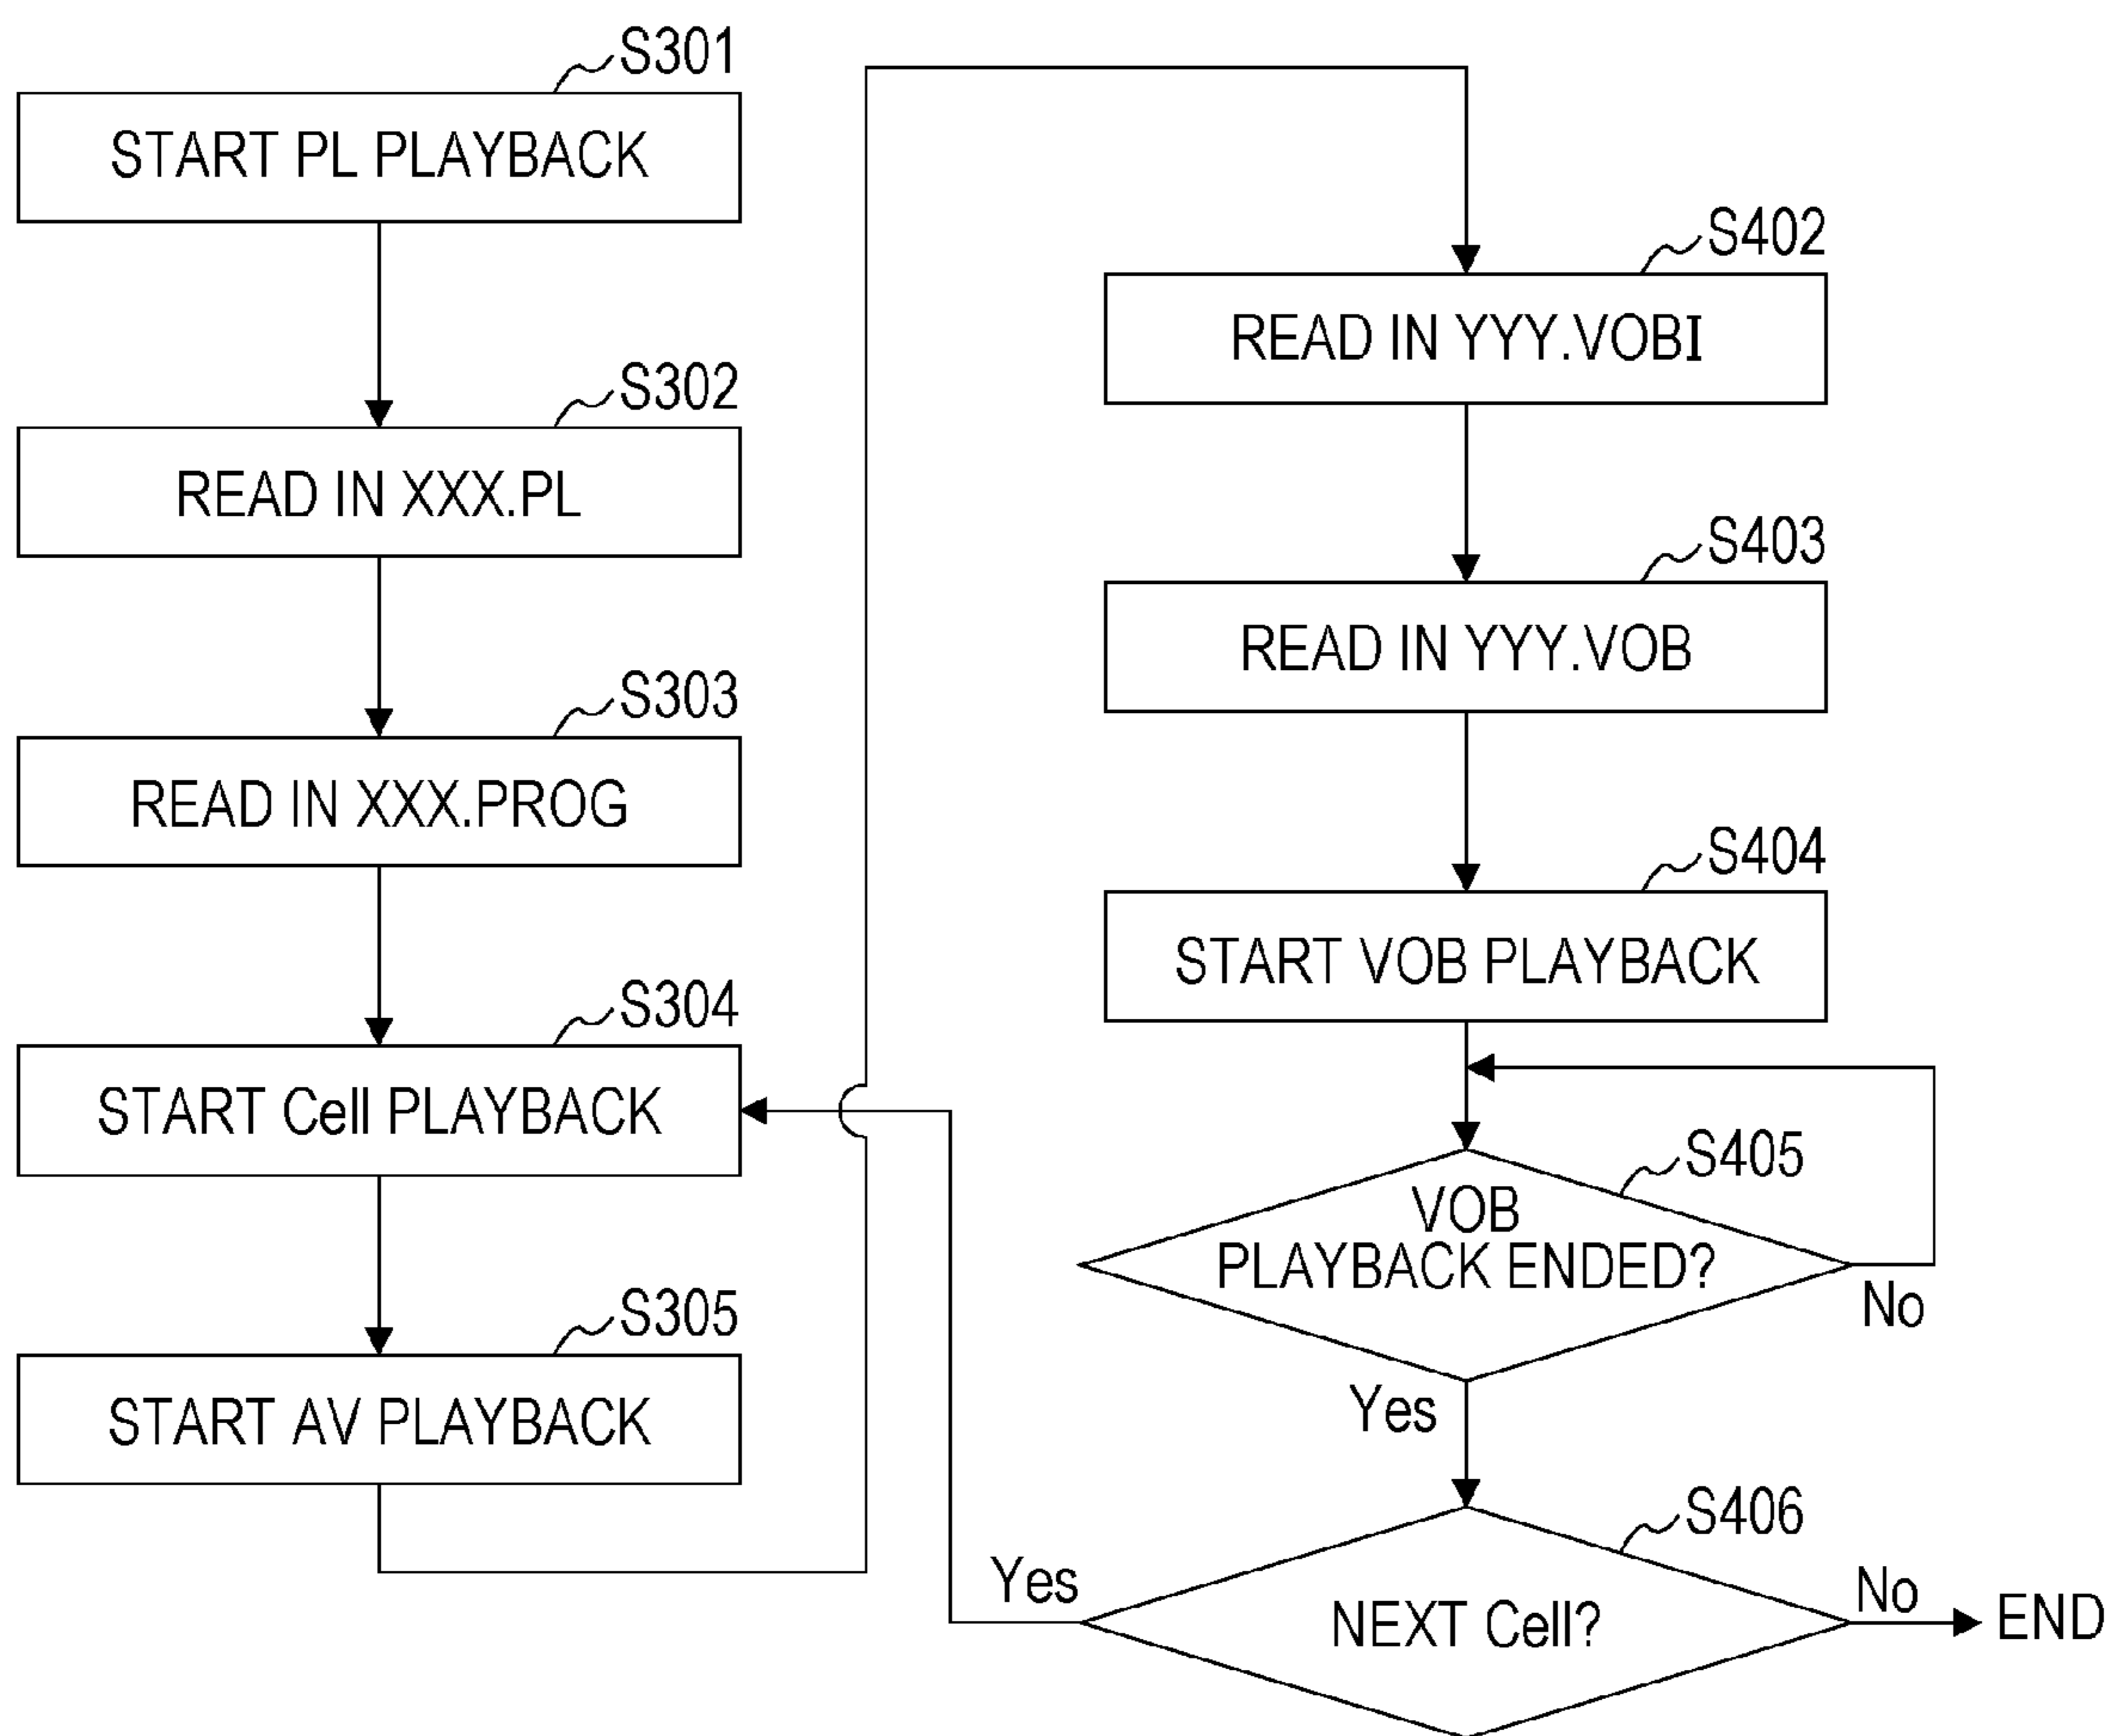 S301
START PL PLAYBACK
S302
READ IN XXX.PL
S303
READ IN XXX.PROG
S304
START Cell PLAYBACK
S305
START AV PLAYBACK
S402
READ IN YYY.VOBI
S403
READ IN YYY.VOB
S404
START VOB PLAYBACK
S405
VOB
PLAYBACK ENDED?
No
Yes
S406
NEXT Cell?
Yes
No
END